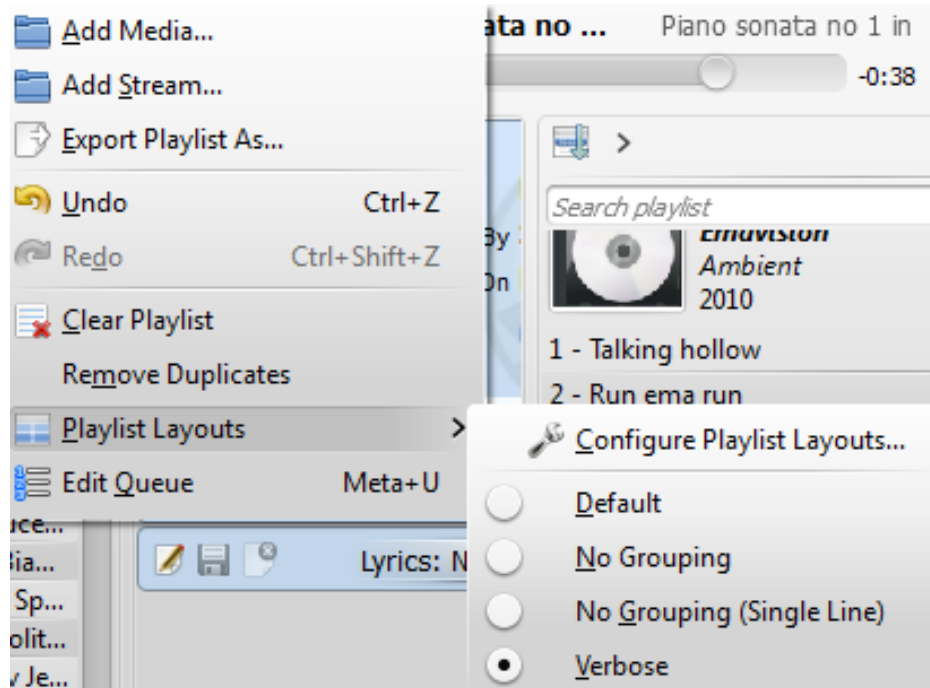 Add Media...
Add Stream...
Export Playlist As...
Undo Ctrl+Z
Redo Ctrl+Shift+Z
Clear Playlist
Remove Duplicates
Playlist Layouts
Edit Queue Meta+U
Lyrics:
no ... Piano sonata no 1 in
-0:38
Search playlist
By
On
Ambient
2010
1 - Talking hollow
2 - Run ema run
Configure Playlist Layouts...
Default
No Grouping
No Grouping (Single Line)
Verbose